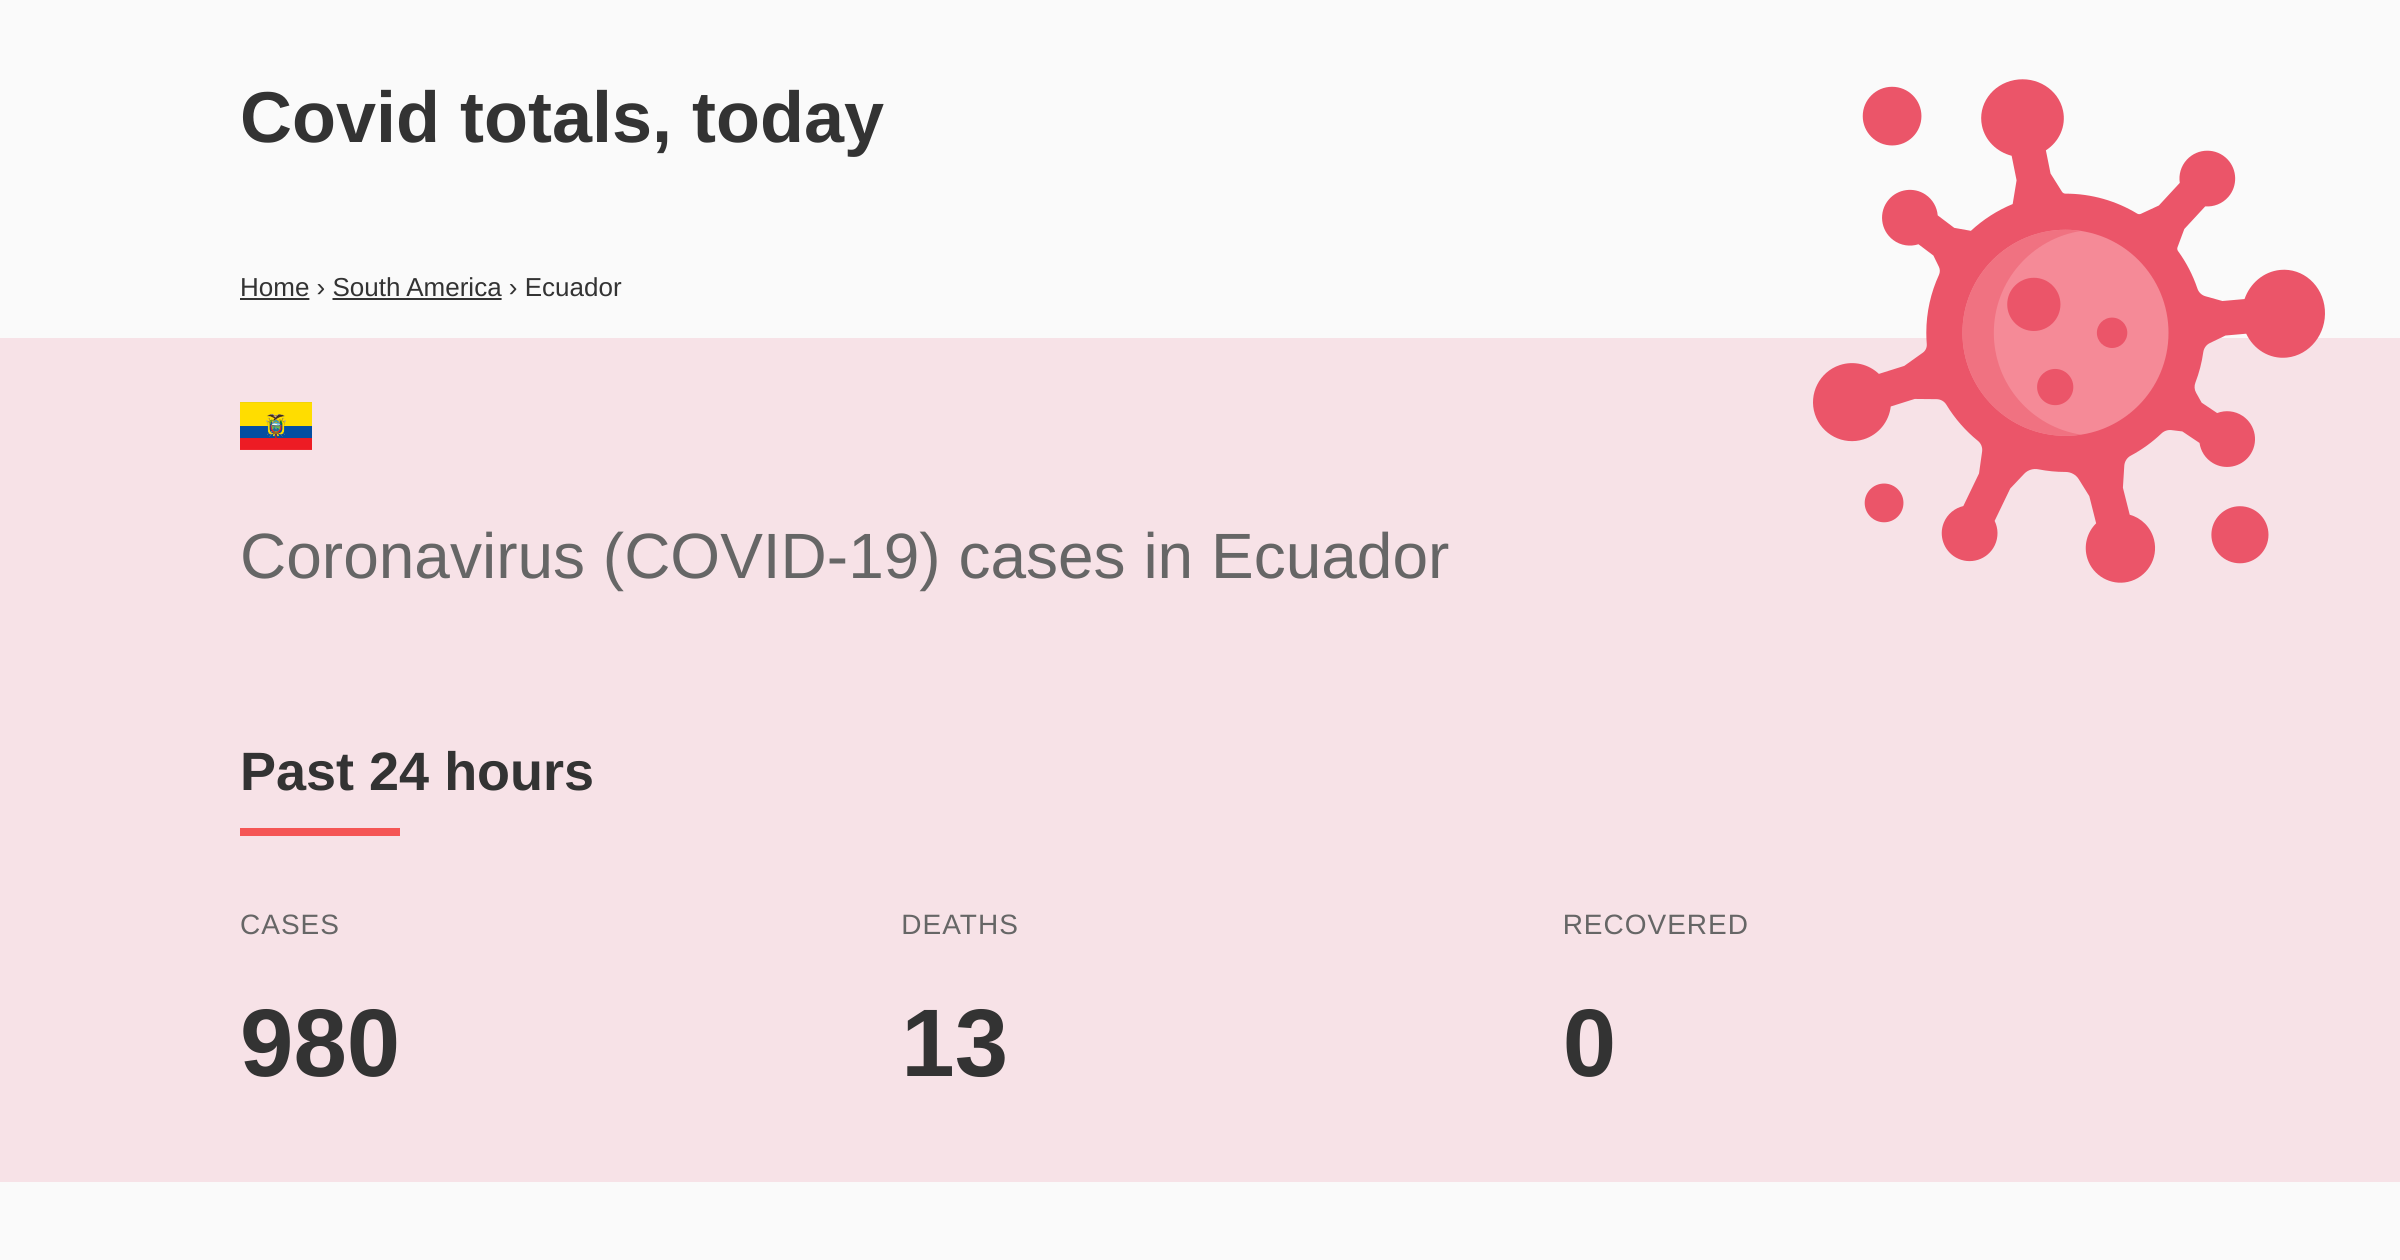 Covid totals, today
Home › South America › Ecuador
Coronavirus (COVID-19) cases in Ecuador
Past 24 hours
CASES DEATHS RECOVERED
980 13 0